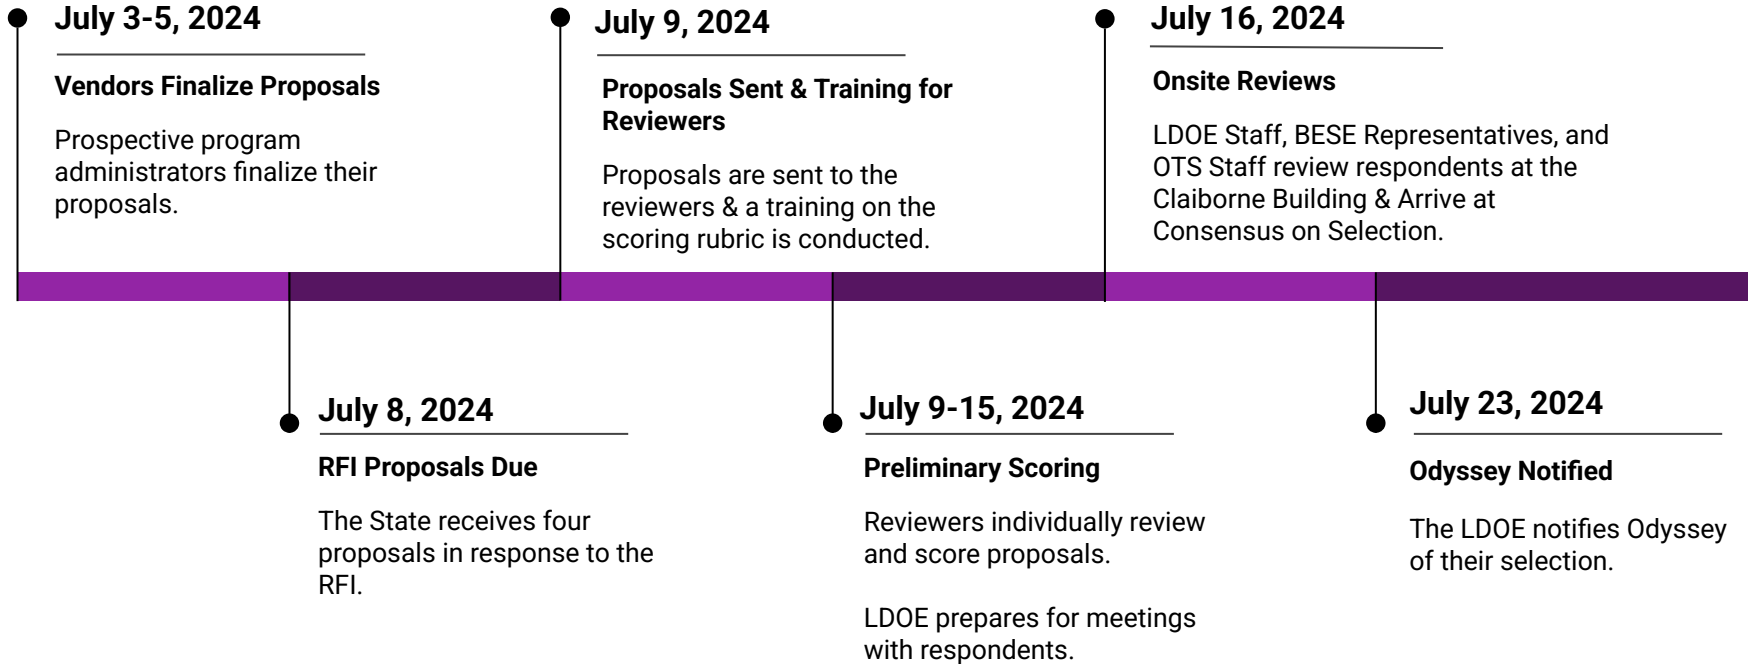 July 3-5, 2024
Vendors Finalize Proposals
Prospective program
administrators finalize their
proposals.
July 8, 2024
RFI Proposals Due
The State receives four
proposals in response to the
RFI.
July 9, 2024
Proposals Sent & Training for
Reviewers
Proposals are sent to the
reviewers & a training on the
scoring rubric is conducted.
July 9-15, 2024
Preliminary Scoring
Reviewers individually review
and score proposals.
LDOE prepares for meetings
with respondents.
July 16, 2024
Onsite Reviews
LDOE Staff, BESE Representatives, and
OTS Staff review respondents at the
Claiborne Building & Arrive at
Consensus on Selection.
July 23, 2024
Odyssey Notified
The LDOE notifies Odyssey
of their selection.